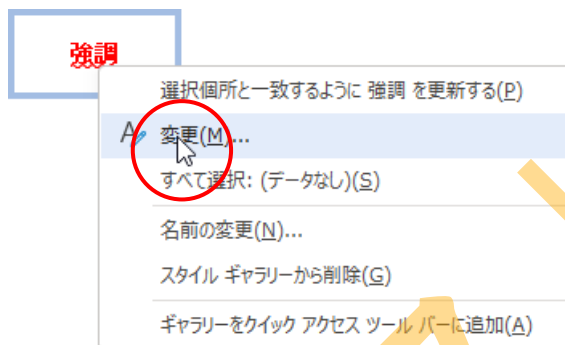 強調
選択個所と一致するように 強調 を更新する(P)
変更(M)...
すべて選択: (データなし)(S)
名前の変更(N)...
スタイル ギャラリーから削除(G)
ギャラリーをクイック アクセス ツール バーに追加(A)